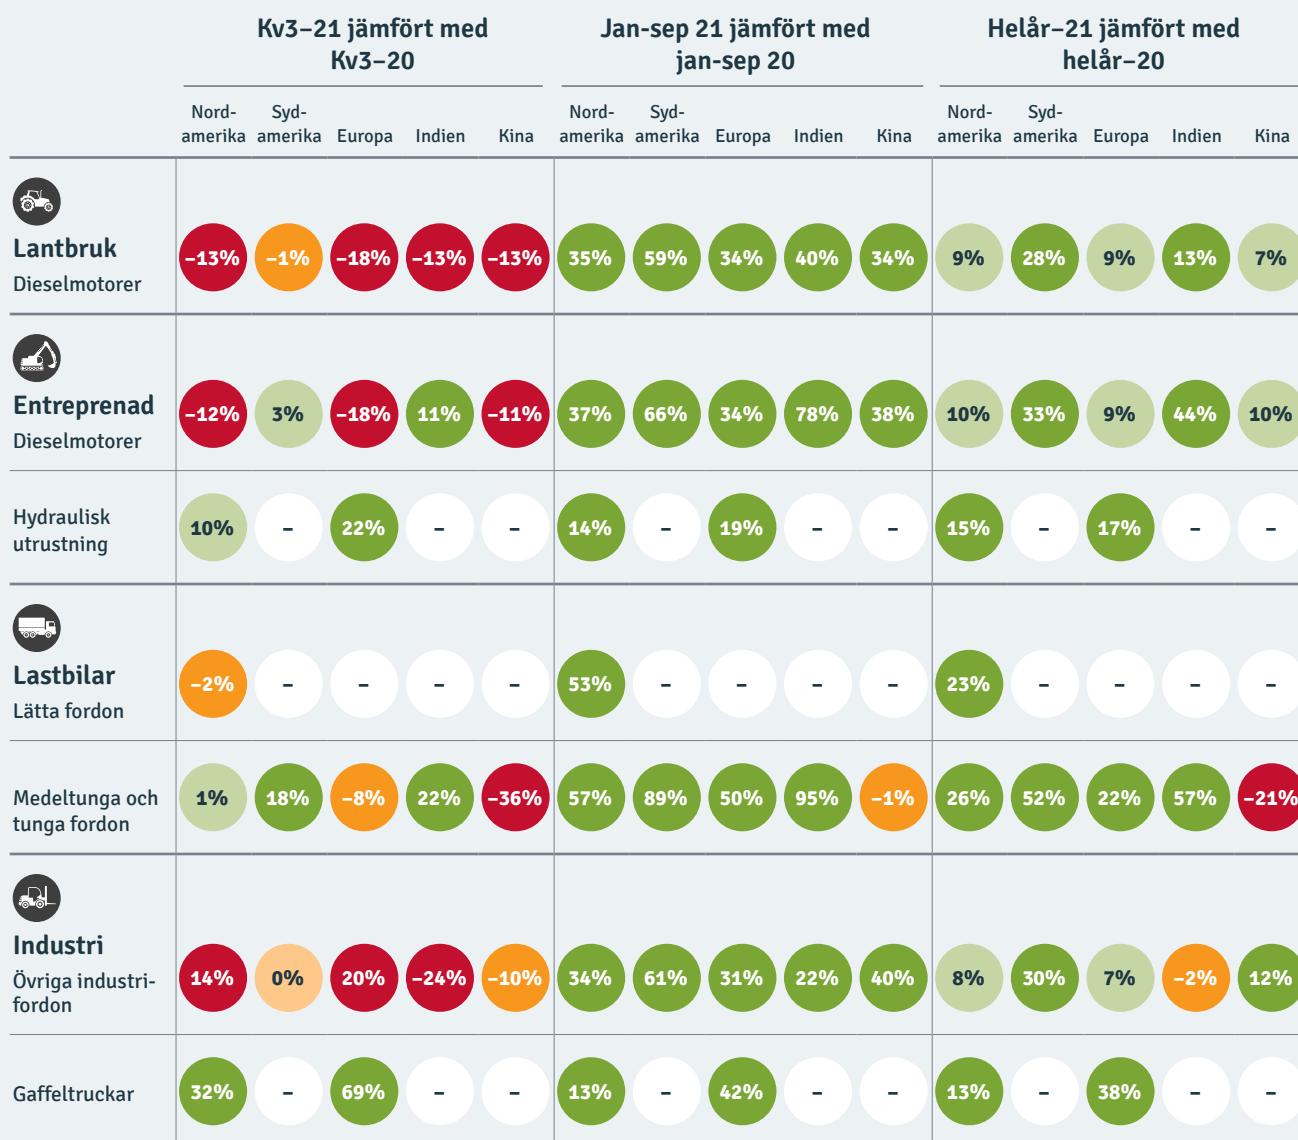 Kv3–21 jämfört med Kv3–20
Jan-sep 21 jämfört med jan-sep 20
Helår–21 jämfört med helår–20
Nord-amerika Syd-amerika Europa Indien Kina Nord-amerika Syd-amerika Europa Indien Kina Nord-amerika Syd-amerika Europa Indien Kina
Lantbruk
Dieselmotorer
–13% –1% –18% –13% –13% 35% 59% 34% 40% 34% 9% 28% 9% 13% 7%
Entreprenad
Dieselmotorer
–12% 3% –18% 11% –11% 37% 66% 34% 78% 38% 10% 33% 9% 44% 10%
Hydraulisk
utrustning
10% – 22% – – 14% – 19% – – 15% – 17% – –
Lastbilar
Lätta fordon
–2% – – – – 53% – – – – 23% – – – –
Medeltunga och
tunga fordon
1% 18% –8% 22% –36% 57% 89% 50% 95% –1% 26% 52% 22% 57% –21%
Industri
Övriga industri-
fordon
14% 0% 20% –24% –10% 34% 61% 31% 22% 40% 8% 30% 7% –2% 12%
Gaffeltruckar
32% – 69% – – 13% – 42% – – 13% – 38% – –